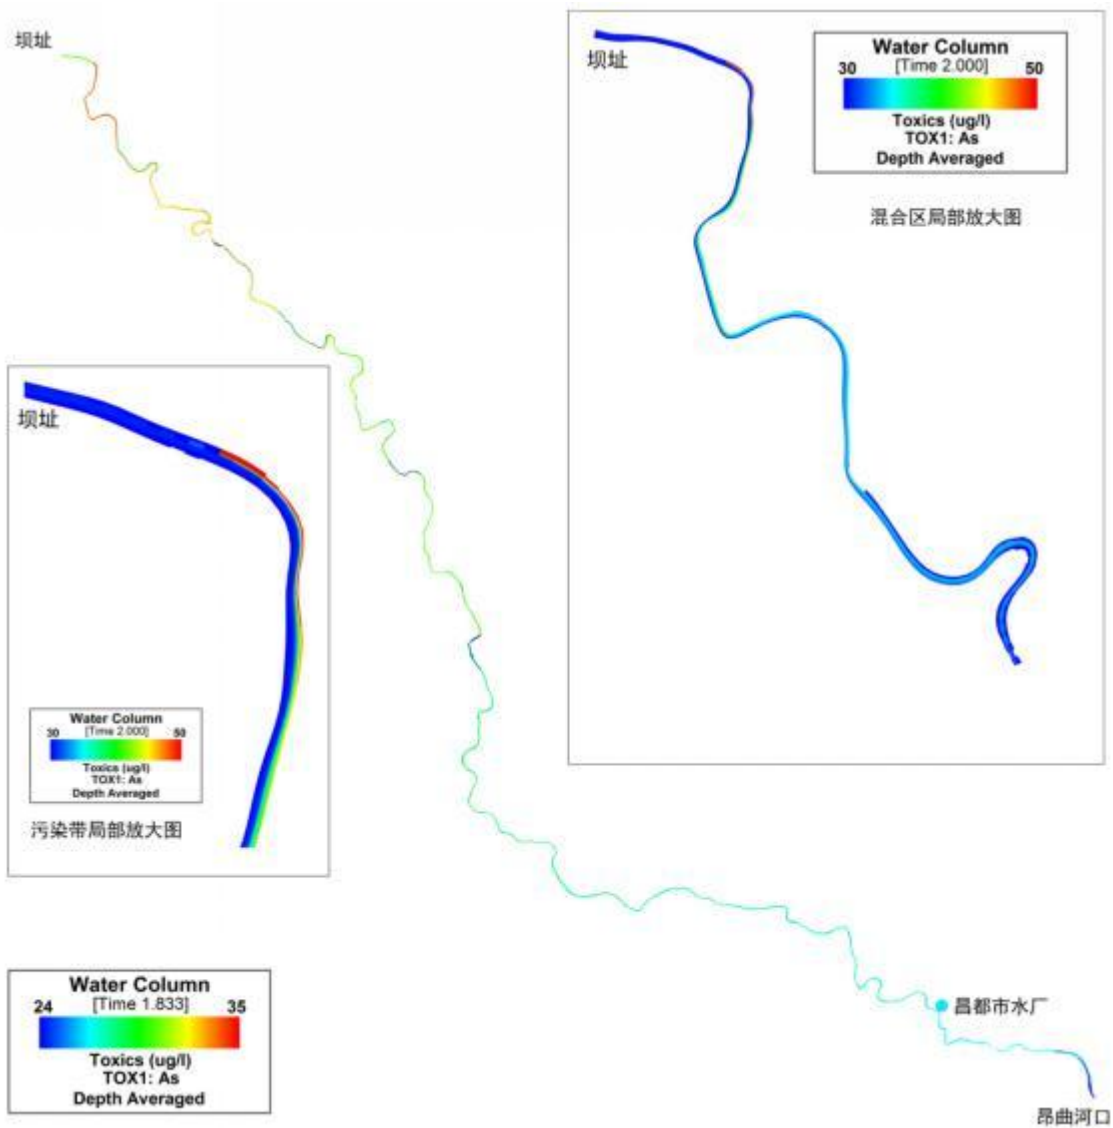 坝址
坝址
Water Column
30 [Time 2.000] 50
Toxics (ug/l)
TOX1: As
Depth Averaged
混合区局部放大图
坝址
Water Column
30 [Time 2.000] 50
Toxics (ug/l)
TOX1: As
Depth Averaged
污染带局部放大图
Water Column
24 [Time 1.833] 35
Toxics (ug/l)
TOX1: As
Depth Averaged
昌都市水厂
昂曲河口